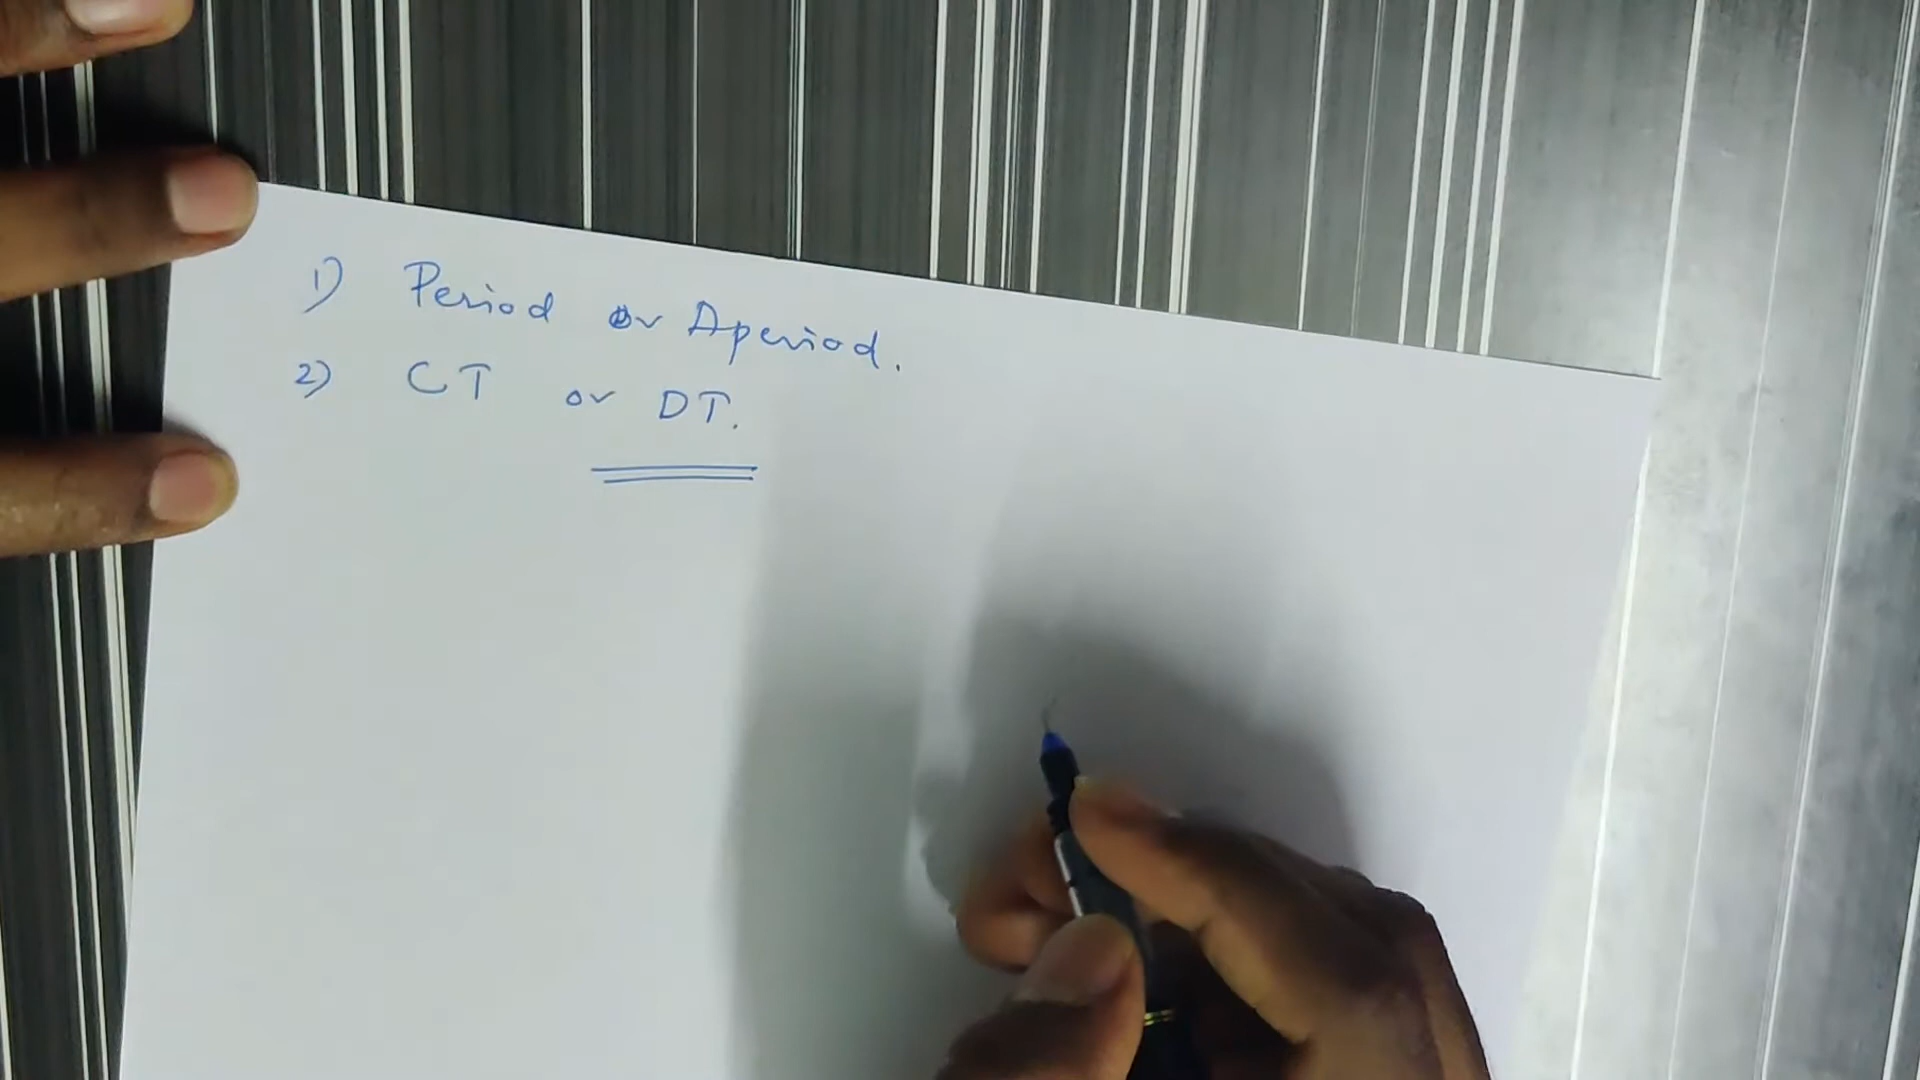 1) Period or Aperiod.
2) CT or DT.